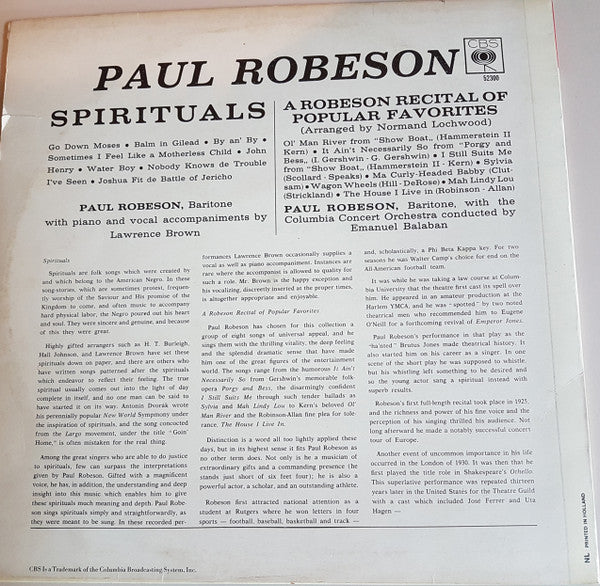 PAUL ROBESON
CBS
52300
SPIRITUALS
Go Down Moses • Balm in Gilead • By an' By •
Sometimes I Feel Like a Motherless Child • John
Henry • Water Boy • Nobody Knows de Trouble
I've Seen • Joshua Fit de Battle of Jericho
PAUL ROBESON, Baritone
with piano and vocal accompaniments by
Lawrence Brown
A ROBESON RECITAL OF
POPULAR FAVORITES
(Arranged by Normand Lochwood)
Ol' Man River from "Show Boat„ (Hammerstein II
Kern) • It Ain't Necessarily So from "Porgy and
Bess„ (I. Gershwin - G. Gershwin) • I Still Suits Me
from "Show Boat„ (Hammerstein II - Kern) • Sylvia
(Scollard - Speaks) • Ma Curly-Headed Babby (Clut-
sam) • Wagon Wheels (Hill - DeRose) • Mah Lindy Lou
(Strickland) • The House I Live in (Robinson - Allan)
PAUL ROBESON, Baritone, with the
Columbia Concert Orchestra conducted by
Emanuel Balaban
Spirituals
Spirituals are folk songs which were created by
and which belong to the American Negro. In these
song-stories, which are sometimes protest, frequen-
tly worship of the Saviour and His promise of the
Kingdom to come, and often music to accompany
hard physical labor, the Negro poured out his heart
and soul. They were sincere and genuine, and because
of this they were great.
Highly gifted arrangers such as H. T. Burleigh,
Hall Johnson, and Lawrence Brown have set these
spirituals down on paper, and there are others who
have written songs patterned after the spirituals
which endeavor to reflect their feeling. The true
spiritual usually comes out into the light of day
complete in itself, and no one man can be said to
have started it on its way. Antonin Dvorak wrote
his perennially popular New World Symphony under
the inspiration of spirituals, and the song concocted
from the Largo movement, under the title "Goin'
Home," is often mistaken for the real thing.
Among the great singers who are able to do justice
to spirituals, few can surpass the interpretations
given by Paul Robeson. Gifted with a magnificent
voice, he has, in addition, the understanding and deep
insight into this music which enables him to give
these spirituals much meaning and depth. Paul Robe-
son sings spirituals simply and straightforwardly, as
they were meant to be sung. In these recorded per-
formances Lawrence Brown occasionally supplies a
vocal as well as piano accompaniment. Instances are
rare where the accompanist is allowed to qualify for
such a role. Mr. Brown is the happy exception and
his vocalizing, discreetly inserted at the proper times,
is altogether appropriate and enjoyable.
A Robeson Recital of Popular Favorites
Paul Robeson has chosen for this collection a
group of eight songs of universal appeal, and he
sings them with the thrilling vitality, the deep feeling
and the splendid dramatic sense that have made
him one of the great figures of the entertainment
world. The songs range from the humorous It Ain't
Necessarily So from Gershwin's memorable folk-
opera Porgy and Bess, the disarmingly confident
I Still Suits Me through such tender ballads as
Sylvia and Mah Lindy Lou to Kern's beloved Ol'
Man River and the Robinson-Allan fine plea for tole-
rance, The House I Live In.
Distinction is a word all too lightly applied these
days, but in its highest sense it fits Paul Robeson as
no other term does. Not only is he musician of
extraordinary gifts and a commanding presence (he
stands just short of six feet four); he is also a
powerful actor, a scholar, and an outstanding athlete.
Robeson first attracted national attention as a
student at Rutgers where he won letters in four
sports — football, baseball, basketball and track —
and, scholastically, a Phi Beta Kappa key. For two
seasons he was Walter Camp's choice for end on the
All-American football team.
It was while he was taking a law course at Colum-
bia University that the theatre first cast its spell over
him. He appeared in an amateur production at the
Harlem YMCA, and he was "spotted" by two noted
theatrical men who recommended him to Eugene
O'Neill for a forthcoming revival of Emperor Jones.
Paul Robeson's performance in that play as the
"ha'nted" Brutus Jones made theatrical history. It
also started him on his career as a singer. In one
scene of the short play he was supposed to whistle,
but his whistling left something to be desired and
so the young actor sang a spiritual instead with
superb results.
Robeson's first full-length recital took place in 1925,
and the richness and power of his fine voice and the
perception of his singing thrilled his audience. Not
long afterward he made a notably successful concert
tour of Europe.
Another event of uncommon importance in his life
occurred in the London of 1930. It was then that he
first played the title role in Shakespeare's Othello.
This superlative performance was repeated thirteen
years later in the United States for the Theatre Guild
with a cast which included Jose Ferrer and Uta
Hagen —
CBS Is a Trademark of the Columbia Broadcasting System, Inc.
NL PRINTED IN HOLLAND